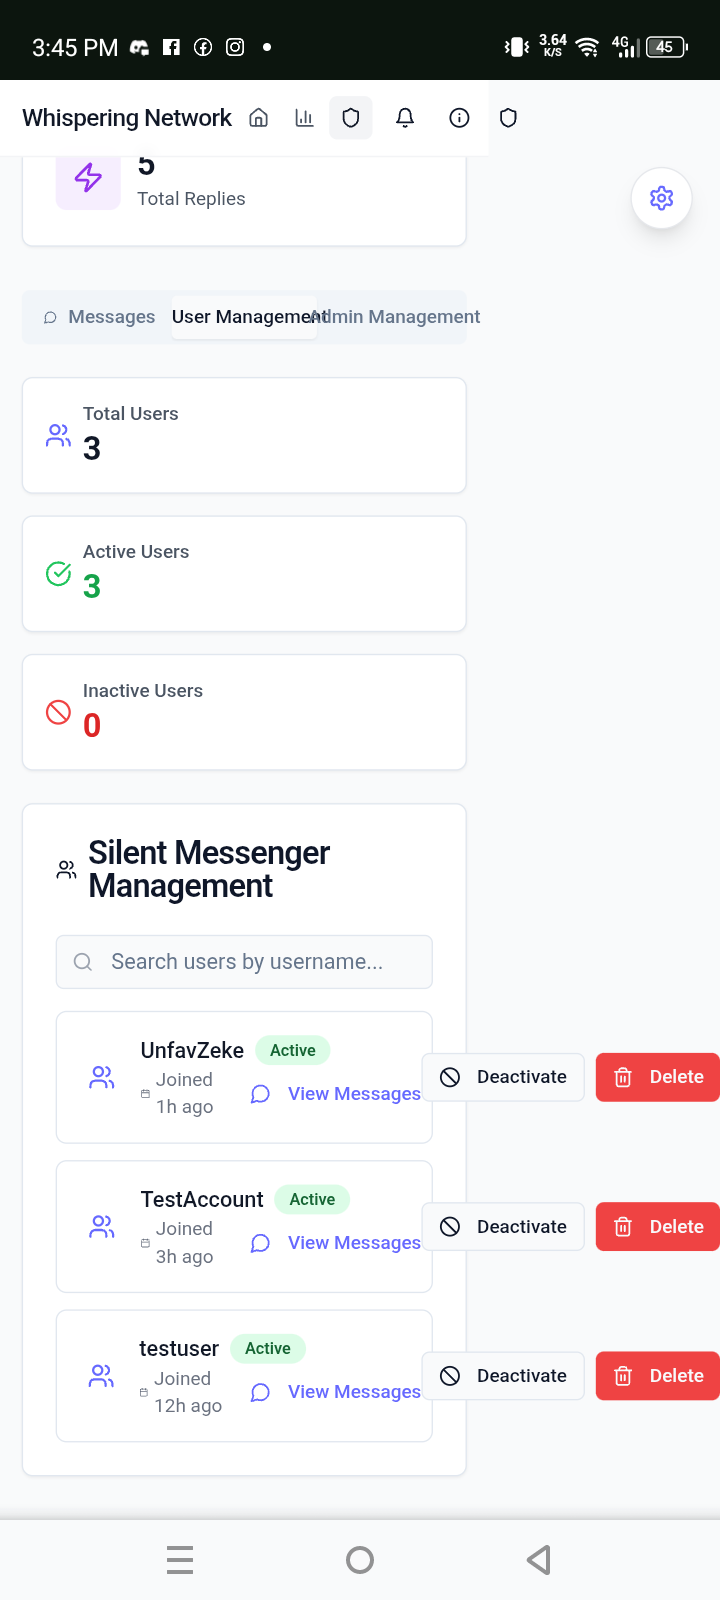 3:45 PM
3.64
K/S
4G
45
Whispering Network
5
Total Replies
Messages
User Management
Admin Management
Total Users
3
Active Users
3
Inactive Users
0
Silent Messenger
Management
Search users by username...
UnfavZeke Active
Joined
1h ago
View Messages
Deactivate
Delete
TestAccount Active
Joined
3h ago
View Messages
Deactivate
Delete
testuser Active
Joined
12h ago
View Messages
Deactivate
Delete